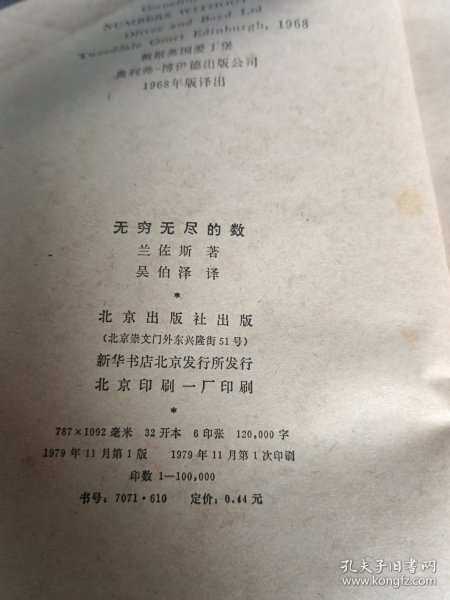 Cornelius
NUMBERS WITHOUT
Oliver and Boyd Ltd
Tweeddale Court Edinburgh, 1968
根据英国爱丁堡
奥利弗-博伊德出版公司
1968年版译出
无穷无尽的数
兰佐斯 著
吴伯泽 译
*
北京出版社出版
(北京崇文门外东兴隆街51号)
新华书店北京发行所发行
北京印刷一厂印刷
*
787×1092毫米 32开本 6印张 120,000字
1979年11月第1版 1979年11月第1次印刷
印数 1—100,000
书号: 7071·610 定价: 0.44元
孔夫子旧书网
www.kongfz.com